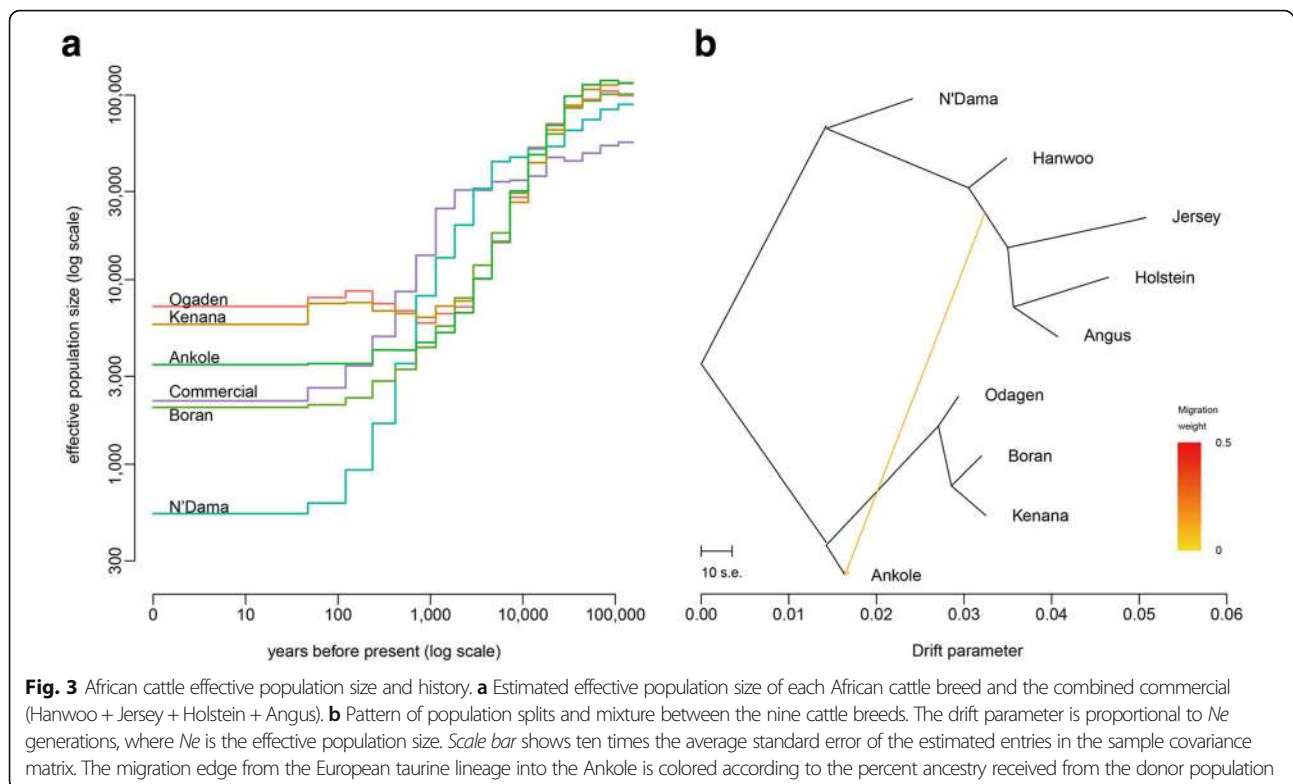 a
b
effective population size (log scale)
100,000
30,000
10,000
3,000
1,000
300
Ogaden
Kenana
Ankole
Commercial
Boran
N'Dama
0
10
100
1,000
10,000
100,000
years before present (log scale)
N'Dama
Hanwoo
Jersey
Holstein
Angus
Odagen
Boran
Kenana
Ankole
Migration
weight
0.5
0
10 s.e.
0.00
0.01
0.02
0.03
0.04
0.05
0.06
Drift parameter
Fig. 3 African cattle effective population size and history. a Estimated effective population size of each African cattle breed and the combined commercial
(Hanwoo + Jersey + Holstein + Angus). b Pattern of population splits and mixture between the nine cattle breeds. The drift parameter is proportional to Ne
generations, where Ne is the effective population size. Scale bar shows ten times the average standard error of the estimated entries in the sample covariance
matrix. The migration edge from the European taurine lineage into the Ankole is colored according to the percent ancestry received from the donor population